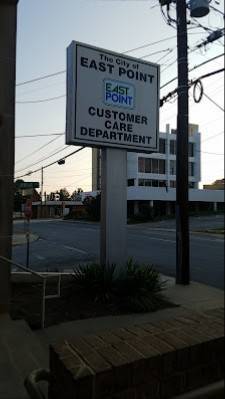 The City of
EAST POINT
EAST
POINT
CUSTOMER
CARE
DEPARTMENT